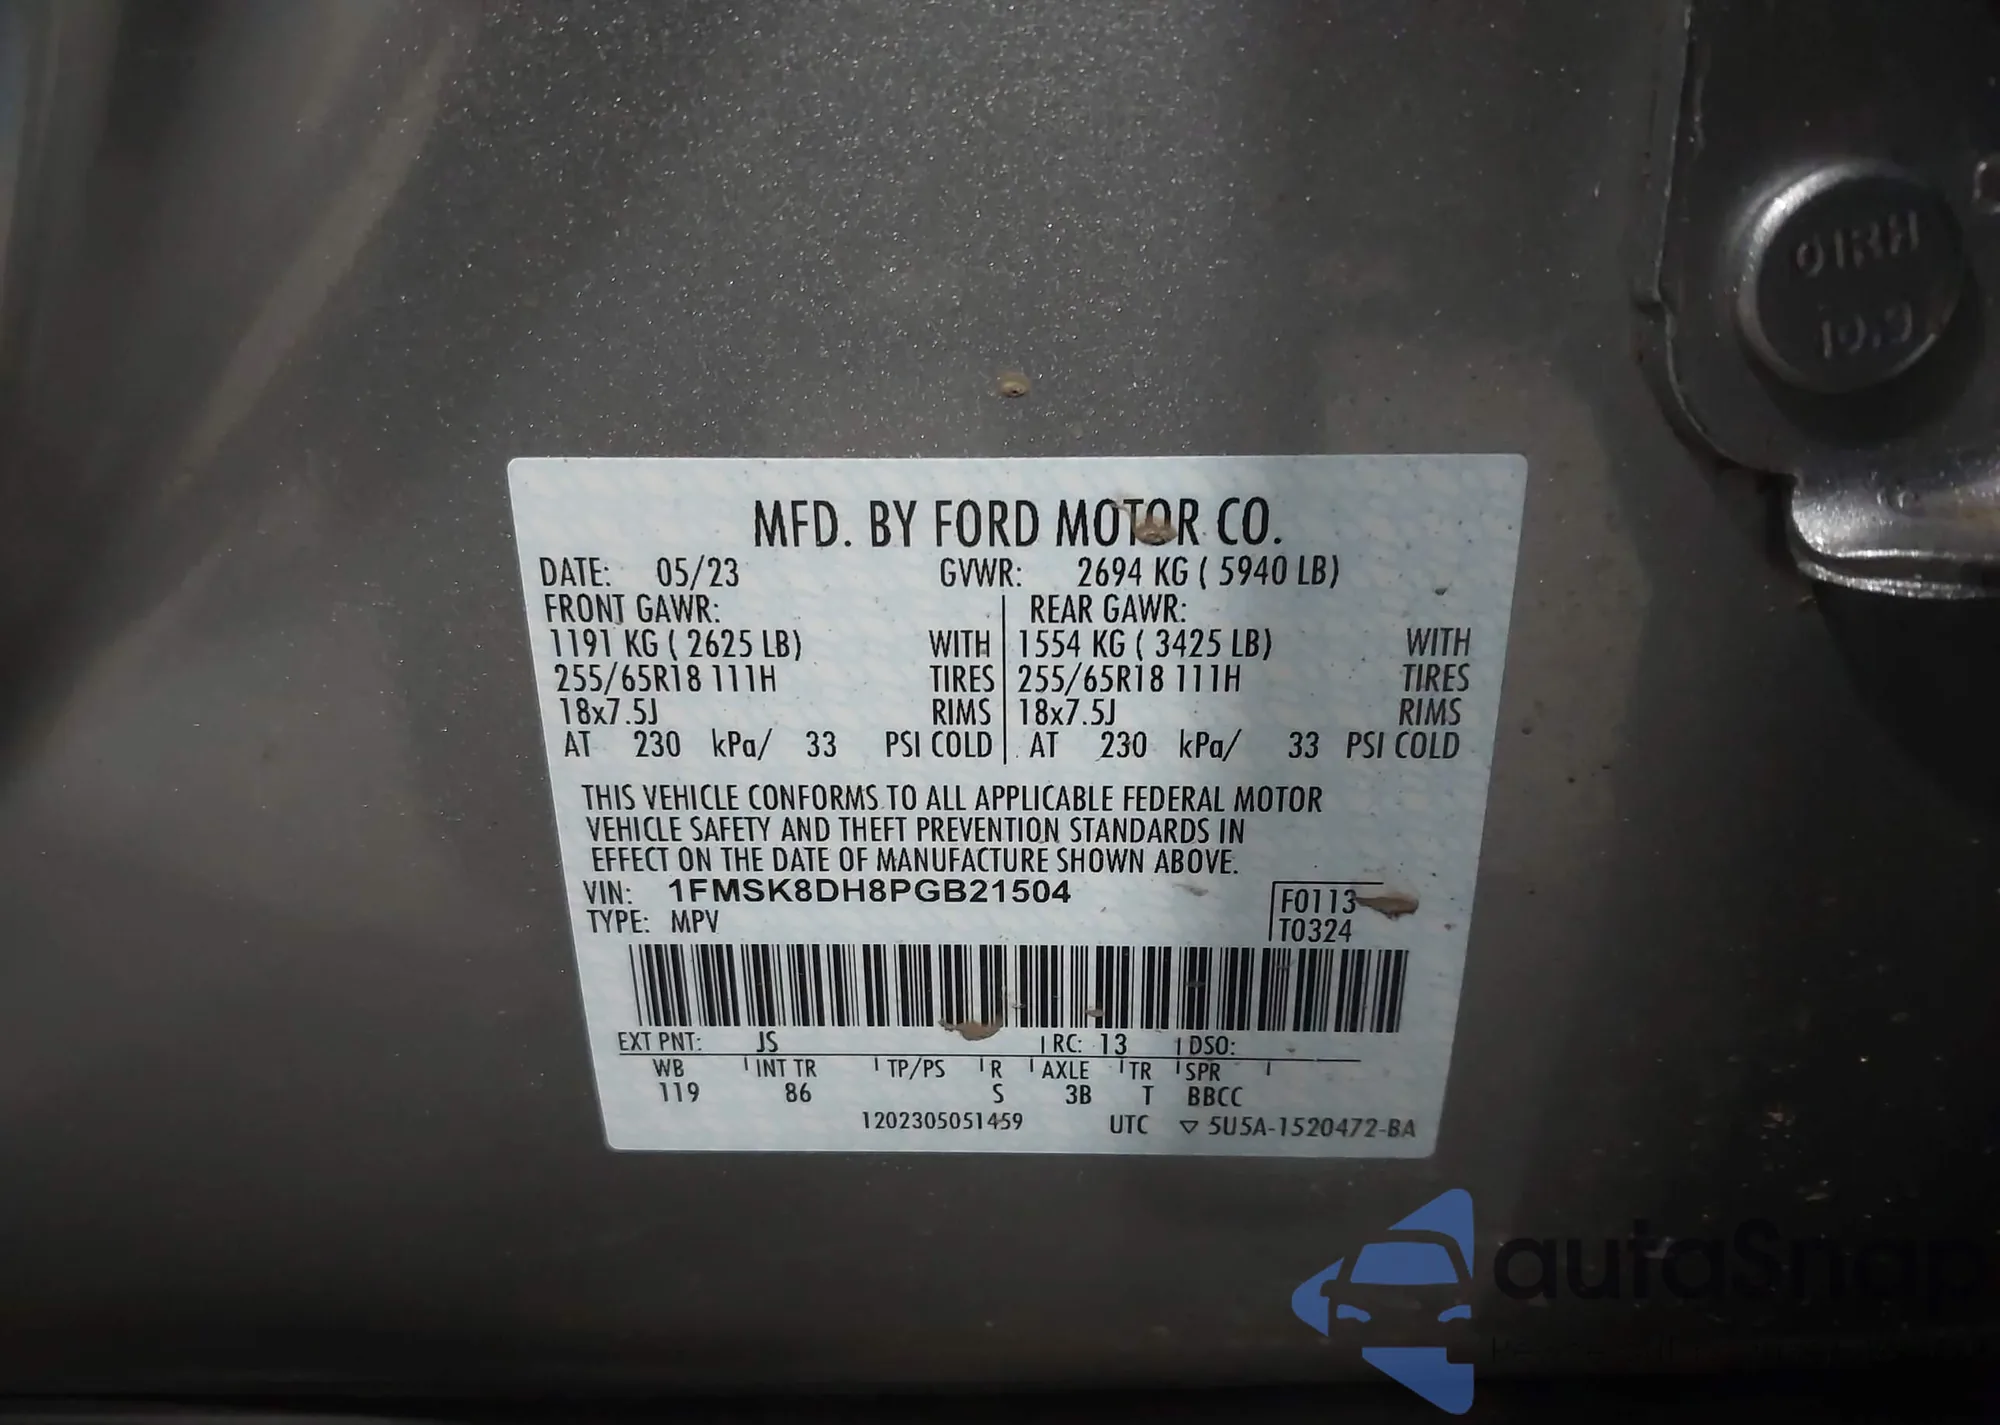 01RH
10.9
MFD. BY FORD MOTOR CO.
DATE: 05/23 GVWR: 2694 KG ( 5940 LB)
FRONT GAWR: REAR GAWR:
1191 KG ( 2625 LB) WITH 1554 KG ( 3425 LB) WITH
255/65R18 111H TIRES 255/65R18 111H TIRES
18x7.5J RIMS 18x7.5J RIMS
AT 230 kPa/ 33 PSI COLD AT 230 kPa/ 33 PSI COLD
THIS VEHICLE CONFORMS TO ALL APPLICABLE FEDERAL MOTOR
VEHICLE SAFETY AND THEFT PREVENTION STANDARDS IN
EFFECT ON THE DATE OF MANUFACTURE SHOWN ABOVE.
VIN: 1FMSK8DH8PGB21504 F0113
TYPE: MPV T0324
EXT PNT: JS RC: 13 DSO:
WB INT TR TP/PS R AXLE TR SPR
119 86 S 3B T BBCC
1202305051459 UTC ▽ 5U5A-1520472-BA
autaSnap